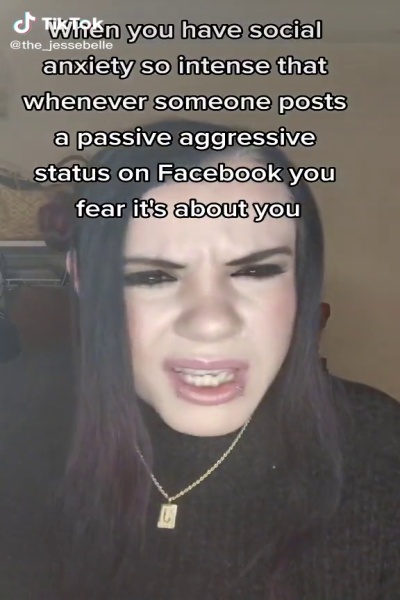 TikTok
@the_jessebelle
When you have social
anxiety so intense that
whenever someone posts
a passive aggressive
status on Facebook you
fear it's about you